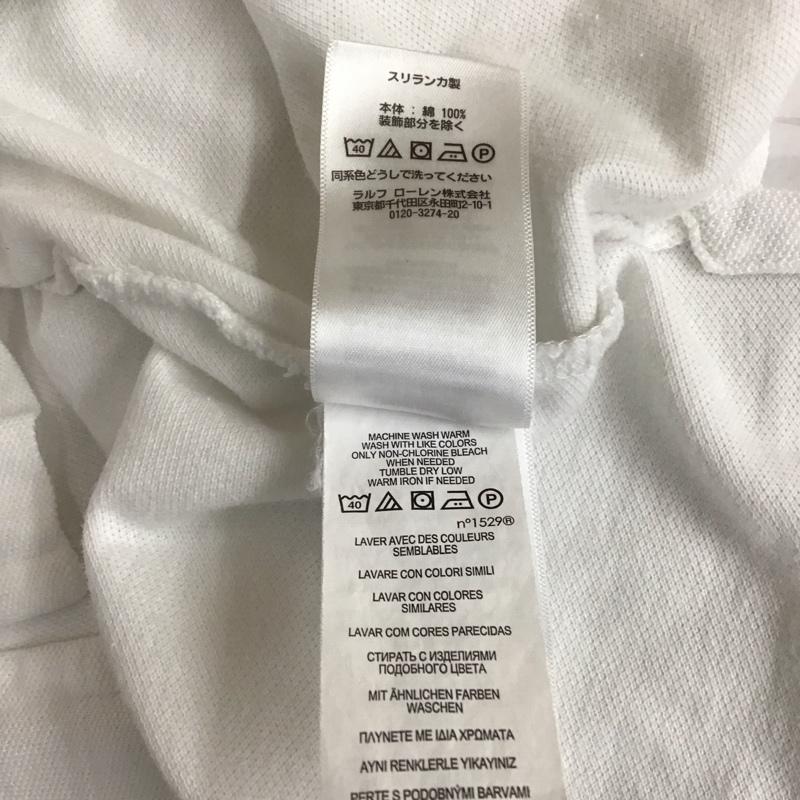 スリランカ製
本体 : 綿 100%
装飾部分を除く
40 P
同系色どうしで洗ってください
ラルフ ローレン株式会社
東京都千代田区永田町2-10-1
0120-3274-20
MACHINE WASH WARM
WASH WITH LIKE COLORS
ONLY NON-CHLORINE BLEACH
WHEN NEEDED
TUMBLE DRY LOW
WARM IRON IF NEEDED
40 P
nº1529®
LAVER AVEC DES COULEURS
SEMBLABLES
LAVARE CON COLORI SIMILI
LAVAR CON COLORES
SIMILARES
LAVAR COM CORES PARECIDAS
СТИРАТЬ С ИЗДЕЛИЯМИ
ПОДОБНОГО ЦВЕТА
MIT ÄHNLICHEN FARBEN
WASCHEN
ΠΛΥΝΕΤΕ ΜΕ ΙΔΙΑ ΧΡΩΜΑΤΑ
AYNI RENKLERLE YIKAYINIZ
PERTE S PODOBNÝMI BARVAMI